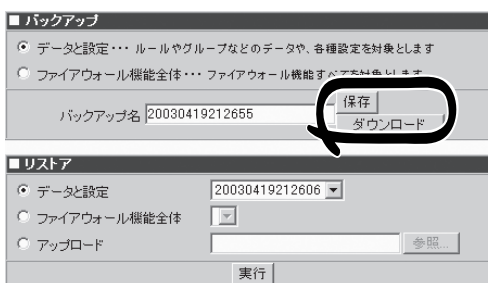 ■ バックアップ
データと設定・・・ ルールやグループなどのデータや、各種設定を対象とします
ファイアウォール機能全体・・・ ファイアウォール機能すべてを対象とします
バックアップ名 20030419212655 保存
ダウンロード
■ リストア
データと設定 20030419212606
ファイアウォール機能全体
アップロード 参照...
実行